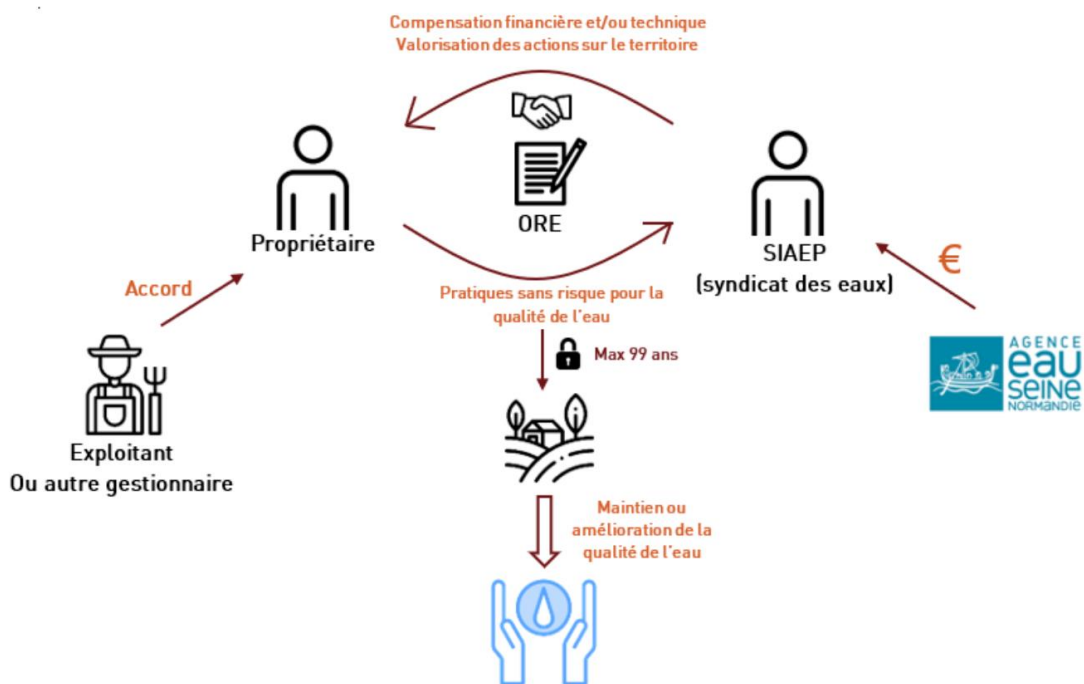 Compensation financière et/ou technique
Valorisation des actions sur le territoire
ORE
Propriétaire
SIAEP
(syndicat des eaux)
Accord
€
Pratiques sans risque pour la
qualité de l'eau
Max 99 ans
AGENCE
eau
SEINE
NORMANDIE
Exploitant
Ou autre gestionnaire
Maintien ou
amélioration de la
qualité de l'eau